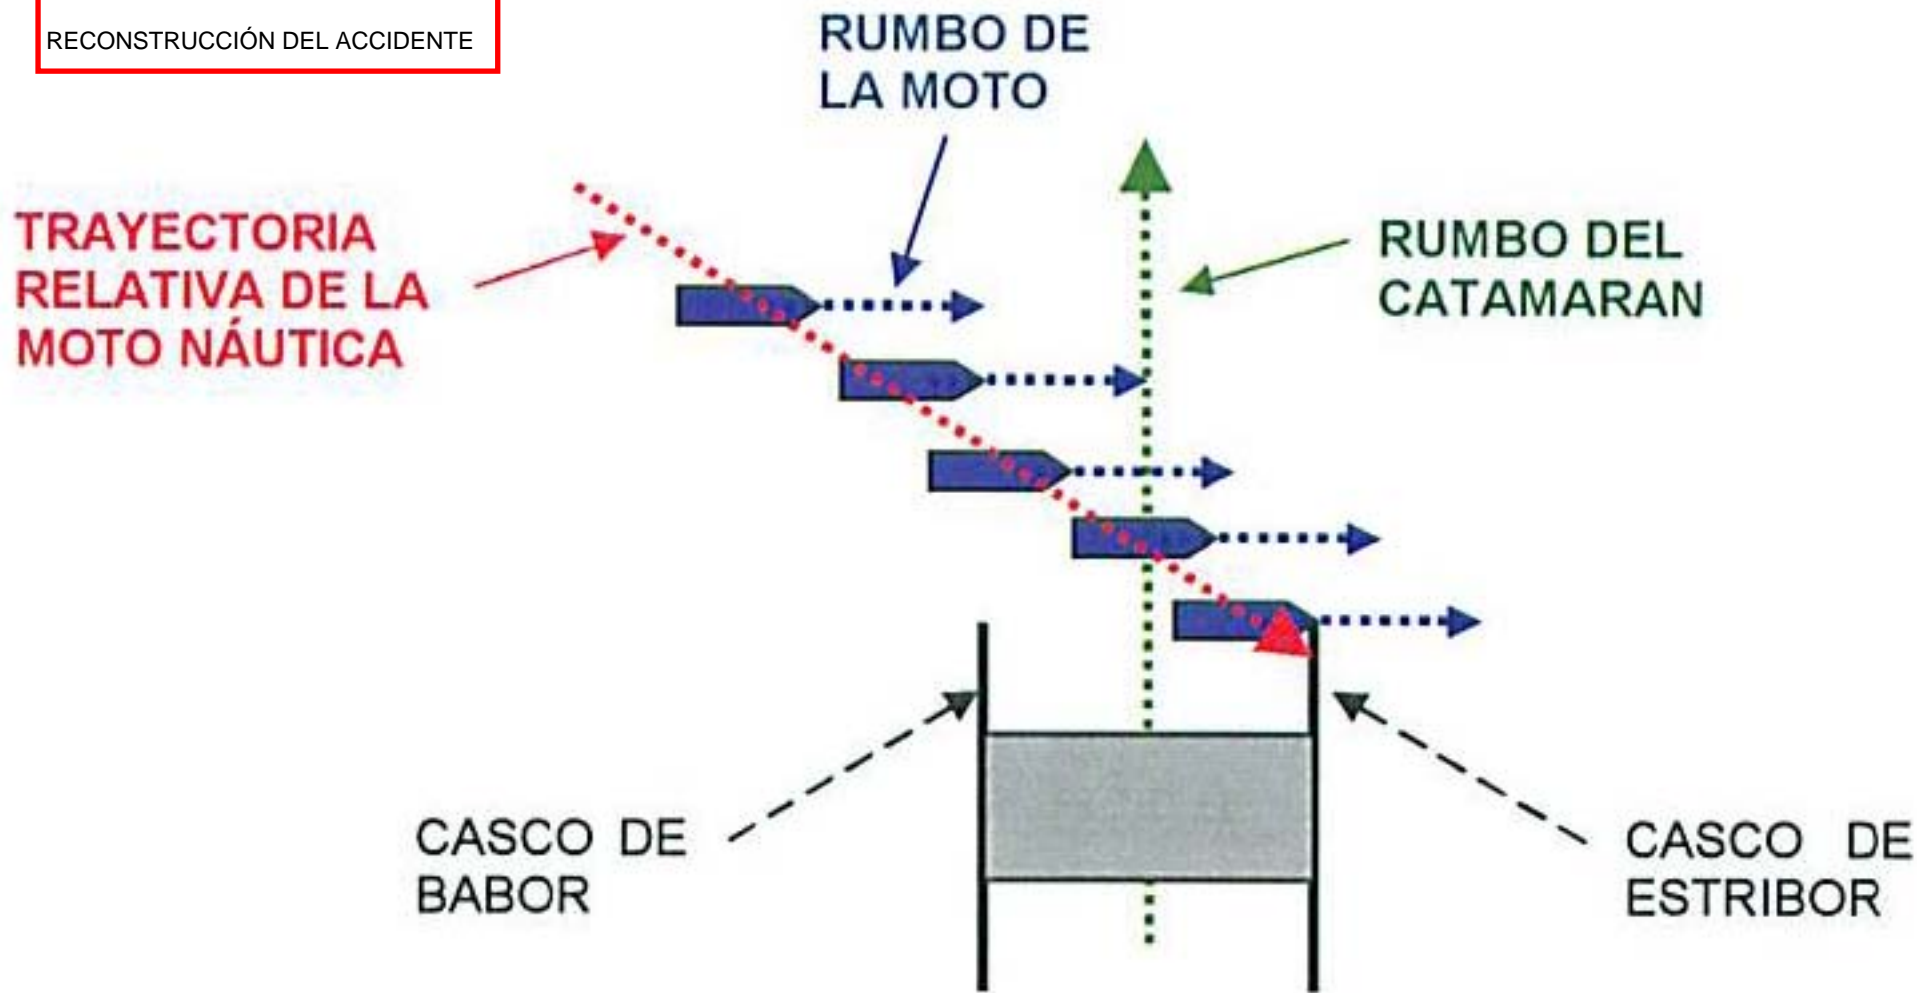 RECONSTRUCCIÓN DEL ACCIDENTE
RUMBO DE
LA MOTO
TRAYECTORIA
RELATIVA DE LA
MOTO NÁUTICA
RUMBO DEL
CATAMARAN
CASCO DE
BABOR
CASCO DE
ESTRIBOR